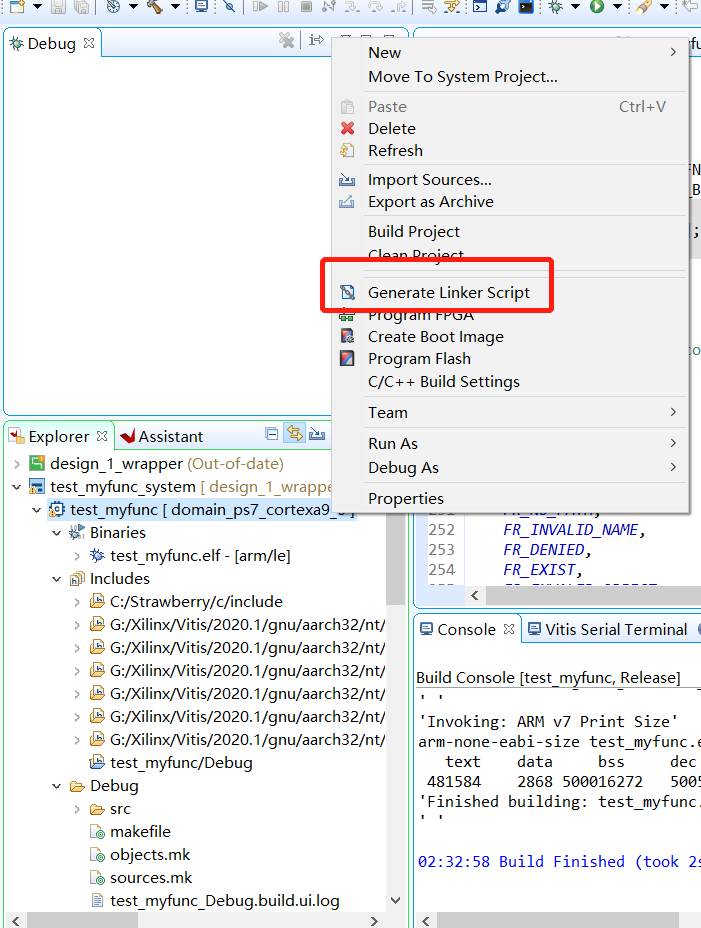 Debug
New
Move To System Project...
Paste Ctrl+V
Delete
Refresh
Import Sources...
Export as Archive
Build Project
Clean Project
Generate Linker Script
Program FPGA
Create Boot Image
Program Flash
C/C++ Build Settings
Team
Run As
Debug As
Properties
Explorer
Assistant
design_1_wrapper (Out-of-date)
test_myfunc_system [ design_1_wrappe
test_myfunc [ domain_ps7_cortexa9_0 ]
Binaries
test_myfunc.elf - [arm/le]
Includes
C:/Strawberry/c/include
G:/Xilinx/Vitis/2020.1/gnu/aarch32/nt/
G:/Xilinx/Vitis/2020.1/gnu/aarch32/nt/
G:/Xilinx/Vitis/2020.1/gnu/aarch32/nt/
G:/Xilinx/Vitis/2020.1/gnu/aarch32/nt/
G:/Xilinx/Vitis/2020.1/gnu/aarch32/nt/
G:/Xilinx/Vitis/2020.1/gnu/aarch32/nt/
test_myfunc/Debug
Debug
src
makefile
objects.mk
sources.mk
test_myfunc_Debug.build.ui.log
252 FR_INVALID_NAME,
253 FR_DENIED,
254 FR_EXIST,
Console
Vitis Serial Terminal
Build Console [test_myfunc, Release]
' '
'Invoking: ARM v7 Print Size'
arm-none-eabi-size test_myfunc.e
text data bss dec
481584 2868 500016272 5005
'Finished building: test_myfunc.
' '
02:32:58 Build Finished (took 2s